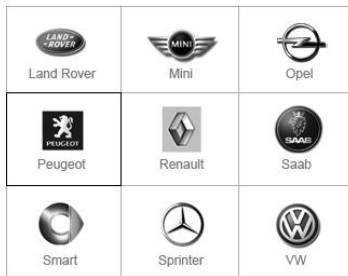 LAND-
-ROVER
MINI
Land Rover
Mini
Opel
PEUGEOT
SAAB
Peugeot
Renault
Saab
Smart
Sprinter
VW